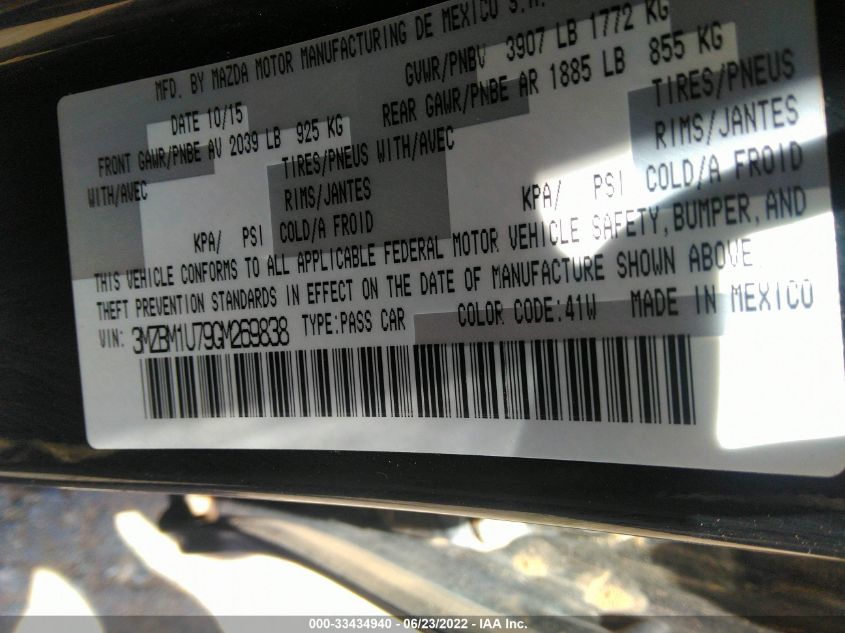 MFD. BY MAZDA MOTOR MANUFACTURING DE MEXICO S.A.
DATE 10/15 GVWR/PNBV 3907 LB 1772 KG
FRONT GAWR/PNBE AV 2039 LB 925 KG REAR GAWR/PNBE AR 1885 LB 855 KG
WITH/AVEC TIRES/PNEUS WITH/AVEC TIRES/PNEUS
RIMS/JANTES RIMS/JANTES
KPA/ PSI COLD/A FROID KPA/ PSI COLD/A FROID
THIS VEHICLE CONFORMS TO ALL APPLICABLE FEDERAL MOTOR VEHICLE SAFETY, BUMPER, AND
THEFT PREVENTION STANDARDS IN EFFECT ON THE DATE OF MANUFACTURE SHOWN ABOVE.
VIN: 3MZBM1U79GM269838 TYPE:PASS CAR COLOR CODE:41W MADE IN MEXICO
000-33434940 - 06/23/2022 - IAA Inc.